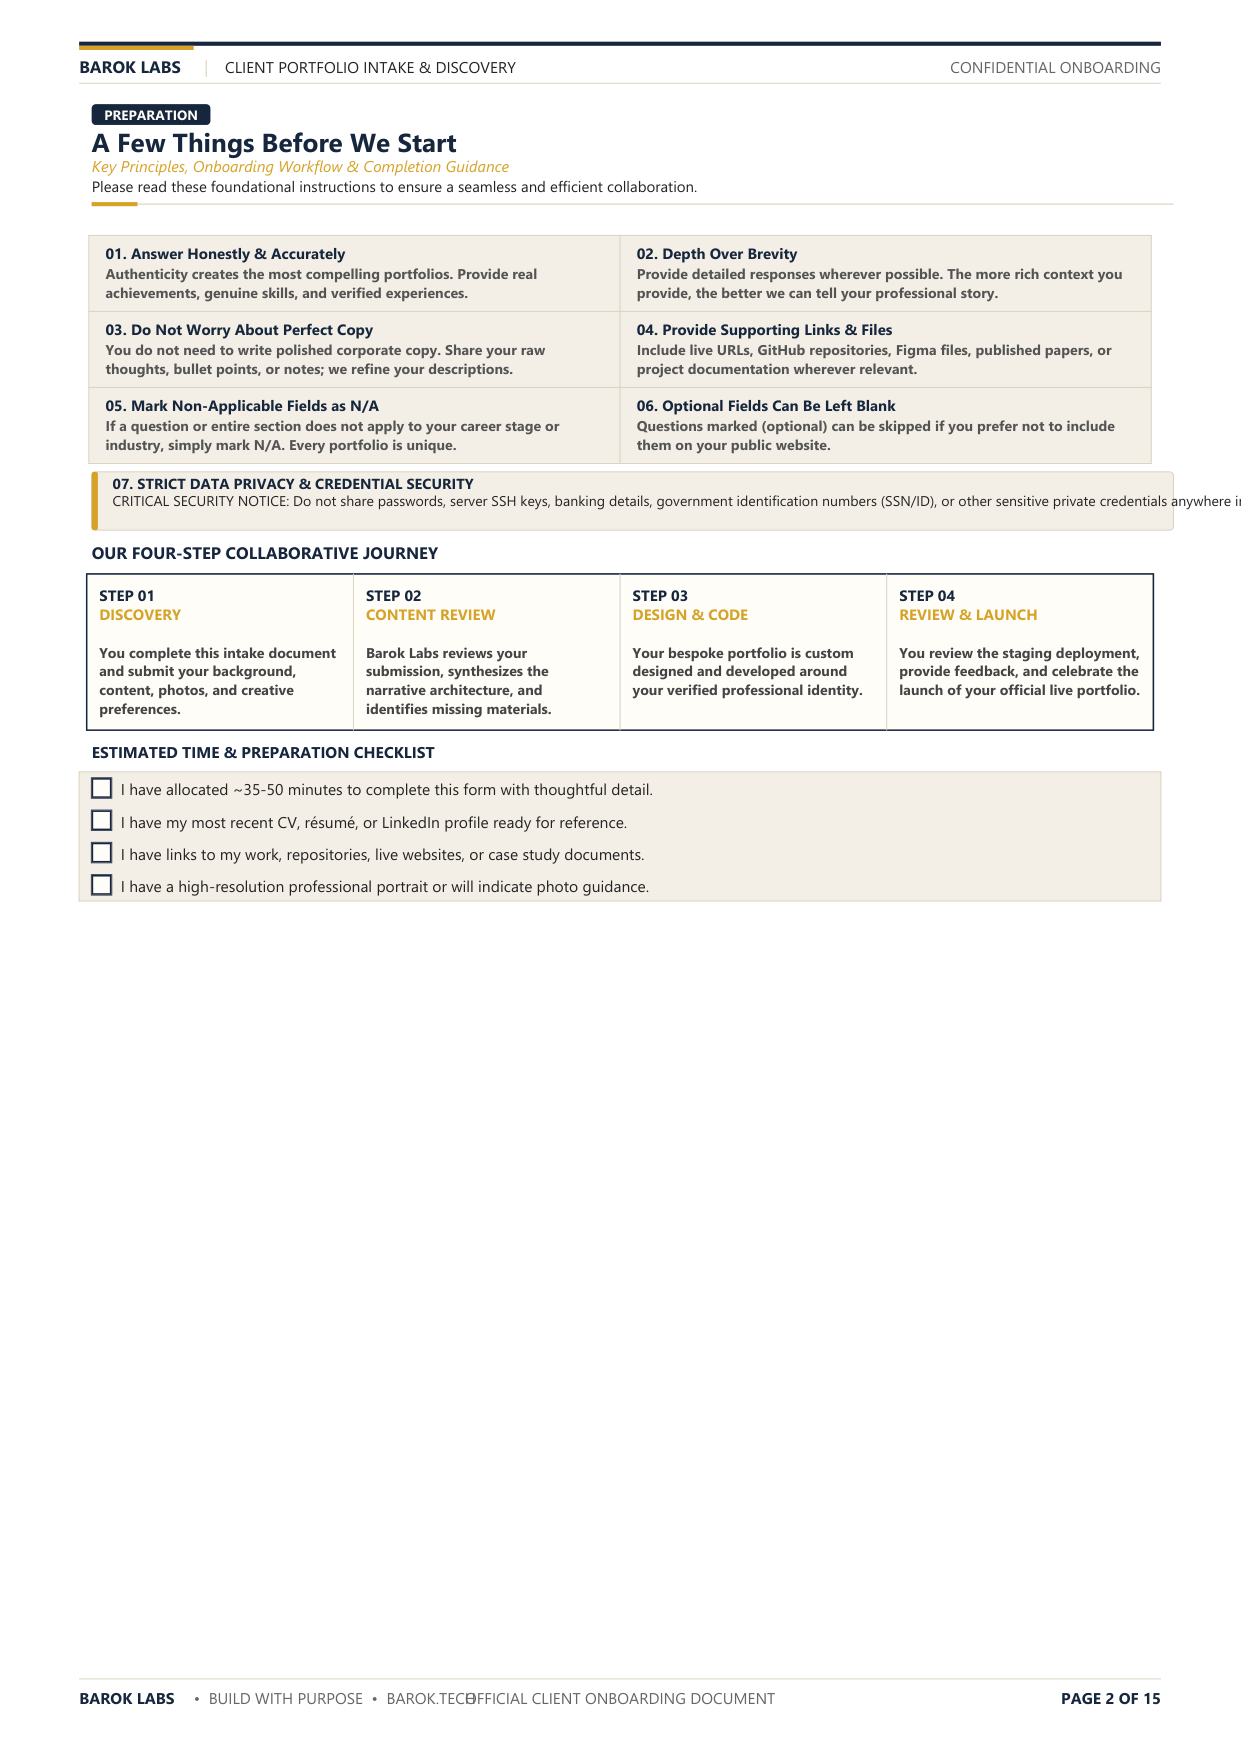 BAROK LABS | CLIENT PORTFOLIO INTAKE & DISCOVERY CONFIDENTIAL ONBOARDING
PREPARATION
A Few Things Before We Start
Key Principles, Onboarding Workflow & Completion Guidance
Please read these foundational instructions to ensure a seamless and efficient collaboration.
01. Answer Honestly & Accurately
Authenticity creates the most compelling portfolios. Provide real
achievements, genuine skills, and verified experiences.
02. Depth Over Brevity
Provide detailed responses wherever possible. The more rich context you
provide, the better we can tell your professional story.
03. Do Not Worry About Perfect Copy
You do not need to write polished corporate copy. Share your raw
thoughts, bullet points, or notes; we refine your descriptions.
04. Provide Supporting Links & Files
Include live URLs, GitHub repositories, Figma files, published papers, or
project documentation wherever relevant.
05. Mark Non-Applicable Fields as N/A
If a question or entire section does not apply to your career stage or
industry, simply mark N/A. Every portfolio is unique.
06. Optional Fields Can Be Left Blank
Questions marked (optional) can be skipped if you prefer not to include
them on your public website.
07. STRICT DATA PRIVACY & CREDENTIAL SECURITY
CRITICAL SECURITY NOTICE: Do not share passwords, server SSH keys, banking details, government identification numbers (SSN/ID), or other sensitive private credentials anywhere
OUR FOUR-STEP COLLABORATIVE JOURNEY
STEP 01
DISCOVERY
You complete this intake document
and submit your background,
content, photos, and creative
preferences.
STEP 02
CONTENT REVIEW
Barok Labs reviews your
submission, synthesizes the
narrative architecture, and
identifies missing materials.
STEP 03
DESIGN & CODE
Your bespoke portfolio is custom
designed and developed around
your verified professional identity.
STEP 04
REVIEW & LAUNCH
You review the staging deployment,
provide feedback, and celebrate the
launch of your official live portfolio.
ESTIMATED TIME & PREPARATION CHECKLIST
I have allocated ~35-50 minutes to complete this form with thoughtful detail.
I have my most recent CV, résumé, or LinkedIn profile ready for reference.
I have links to my work, repositories, live websites, or case study documents.
I have a high-resolution professional portrait or will indicate photo guidance.
BAROK LABS • BUILD WITH PURPOSE • BAROK.TECH OFFICIAL CLIENT ONBOARDING DOCUMENT PAGE 2 OF 15